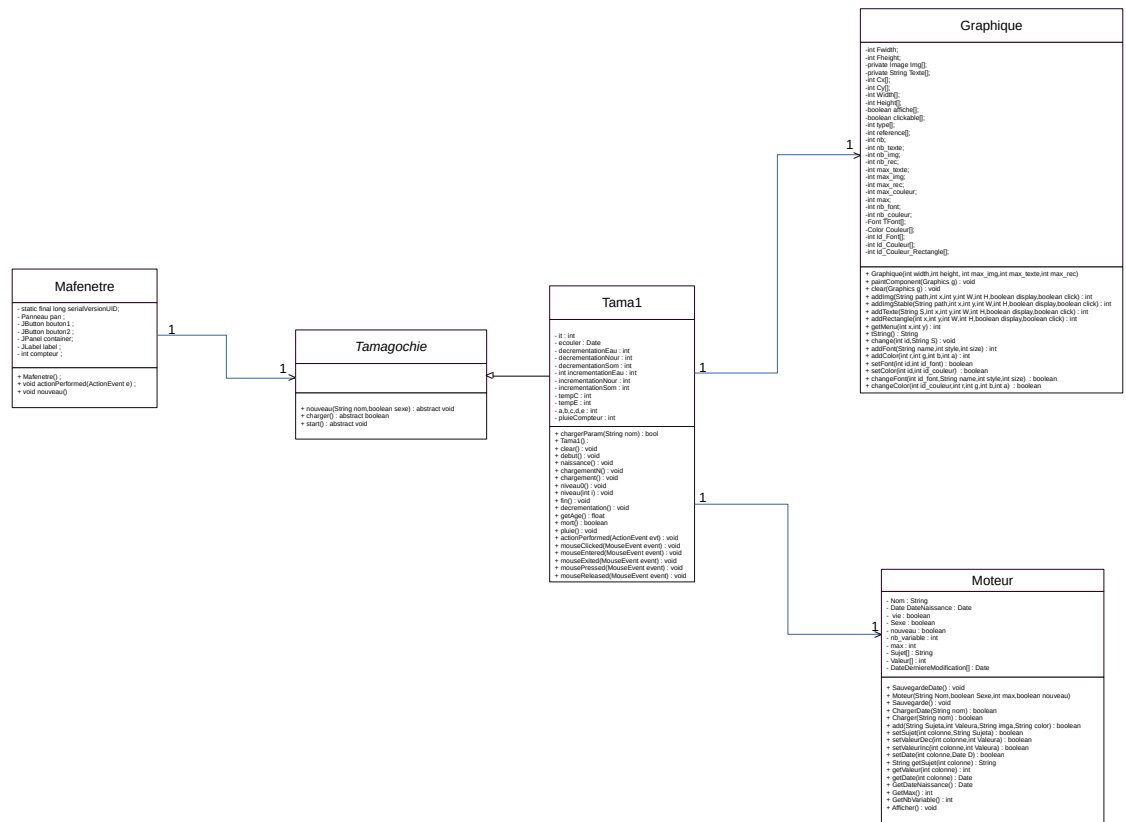 Graphique
-int Fwidth;
-int Fheight;
-private Image Img[];
-private String Texte[];
-int Cx[];
-int Cy[];
-int Width[];
-int Height[];
-boolean affiche[];
-boolean clickable[];
-int type[];
-int reference[];
-int nb;
-int nb_texte;
-int nb_img;
-int nb_rec;
-int max_texte;
-int max_img;
-int max_rec;
-int max_couleur;
-int max;
-int nb_font;
-int nb_couleur;
-Font TFont[];
-Color Couleur[];
-int Id_Font[];
-int Id_Couleur[];
-int Id_Couleur_Rectangle[];
+ Graphique(int width,int height, int max_img,int max_texte,int max_rec)
+ paintComponent(Graphics g) : void
+ clear(Graphics g) : void
+ addImg(String path,int x,int y,int W,int H,boolean display,boolean click) : int
+ addImgStable(String path,int x,int y,int W,int H,boolean display,boolean click) : int
+ addTexte(String S,int x,int y,int W,int H,boolean display,boolean click) : int
+ addRectangle(int x,int y,int W,int H,boolean display,boolean click) : int
+ getMenu(int x,int y) : int
+ tString() : String
+ change(int id,String S) : void
+ addFont(String name,int style,int size) : int
+ addColor(int r,int g,int b,int a) : int
+ setFont(int id,int id_font) : boolean
+ setColor(int id,int id_couleur) : boolean
+ changeFont(int id_font,String name,int style,int size) : boolean
+ changeColor(int id_couleur,int r,int g,int b,int a) : boolean
1
Mafenetre
- static final long serialVersionUID;
- Panneau pan ;
- JButton bouton1 ;
- JButton bouton2 ;
- JPanel container;
- JLabel label ;
- int compteur ;
+ Mafenetre() ;
+ void actionPerformed(ActionEvent e) ;
+ void nouveau()
1
1
Tamagochie
+ nouveau(String nom,boolean sexe) : abstract void
+ charger() : abstract boolean
+ start() : abstract void
Tama1
- it : int
- ecouler : Date
- decrementationEau : int
- decrementationNour : int
- decrementationSom : int
- int incrementationEau : int
- incrementationNour : int
- incrementationSom : int
- tempC : int
- tempE : int
- a,b,c,d,e : int
- pluieCompteur : int
+ chargerParam(String nom) : bool
+ Tama1() :
+ clear() : void
+ debut() : void
+ naissance() : void
+ chargementN() : void
+ chargement() : void
+ niveau0() : void
+ niveau(int i) : void
+ fin() : void
+ decrementation() : void
+ getAge() : float
+ mort() : boolean
+ pluie() : void
+ actionPerformed(ActionEvent evt) : void
+ mouseClicked(MouseEvent event) : void
+ mouseEntered(MouseEvent event) : void
+ mouseExited(MouseEvent event) : void
+ mousePressed(MouseEvent event) : void
+ mouseReleased(MouseEvent event) : void
1
1
1
Moteur
- Nom : String
- Date DateNaissance : Date
- vie : boolean
- Sexe : boolean
- nouveau : boolean
- nb_variable : int
- max : int
- Sujet[] : String
- Valeur[] : int
- DateDerniereModification[] : Date
+ SauvegardeDate() : void
+ Moteur(String Nom,boolean Sexe,int max,boolean nouveau)
+ Sauvegarde() : void
+ ChargerDate(String nom) : boolean
+ Charger(String nom) : boolean
+ add(String Sujeta,int Valeura,String imga,String color) : boolean
+ setSujet(int colonne,String Sujeta) : boolean
+ setValeurDec(int colonne,int Valeura) : boolean
+ setValeurInc(int colonne,int Valeura) : boolean
+ setDate(int colonne,Date D) : boolean
+ String getSujet(int colonne) : String
+ getValeur(int colonne) : int
+ getDate(int colonne) : Date
+ GetDateNaissance() : Date
+ GetMax() : int
+ GetNbVariable() : int
+ Afficher() : void